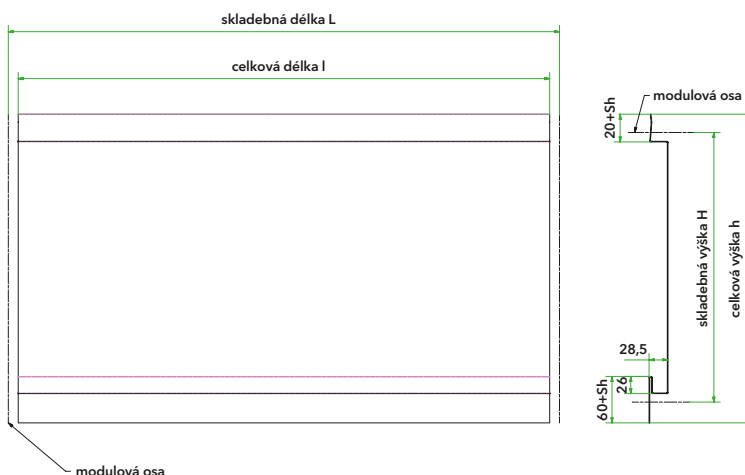 skladebná délka L
celková délka l
modulová osa
20+Sh
skladebná výška H
celková výška h
28,5
26
60+Sh
modulová osa